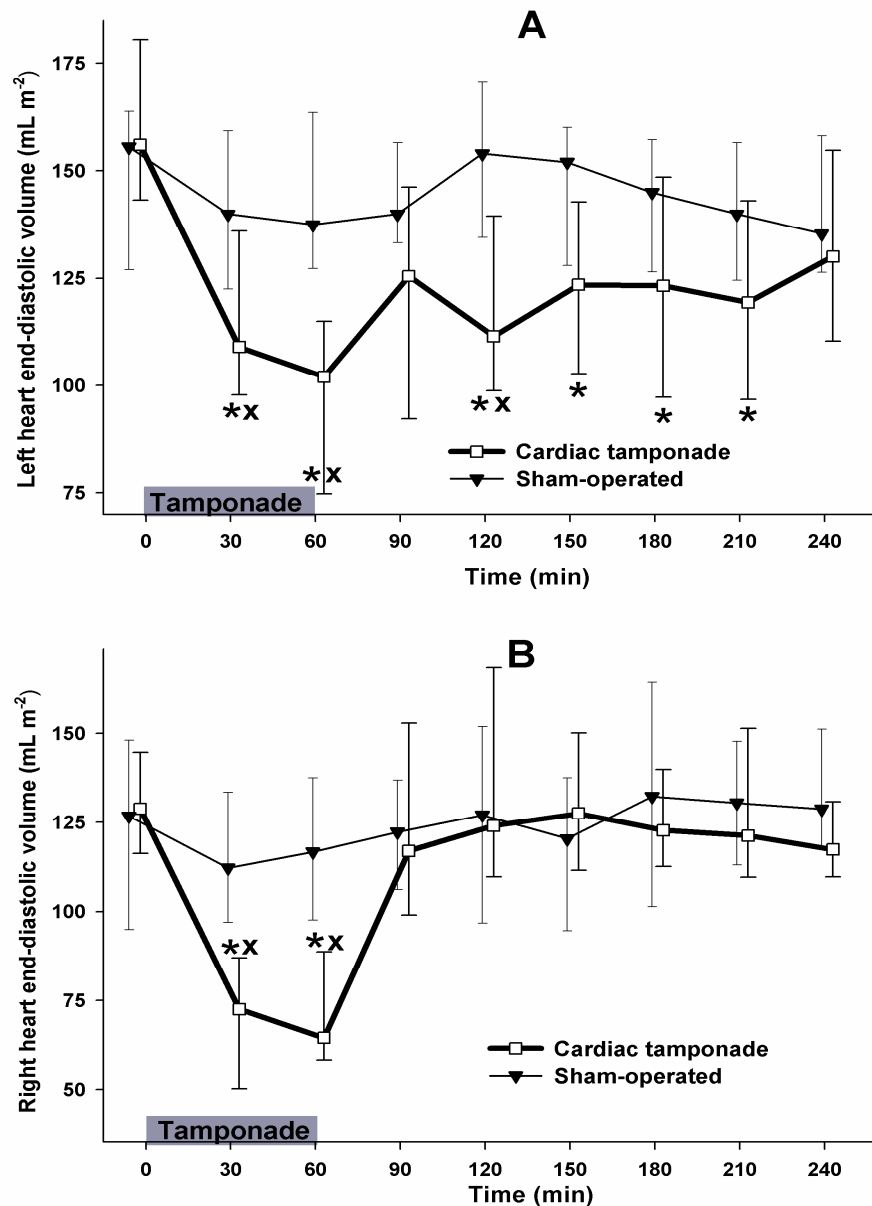 A
Left heart end-diastolic volume (mL m-2)
175
150
125
100
75
*x
*x
*x
*
*
*
Cardiac tamponade
Sham-operated
Tamponade
0 30 60 90 120 150 180 210 240
Time (min)
B
Right heart end-diastolic volume (mL m-2)
150
125
100
75
50
*x
*x
Cardiac tamponade
Sham-operated
Tamponade
0 30 60 90 120 150 180 210 240
Time (min)